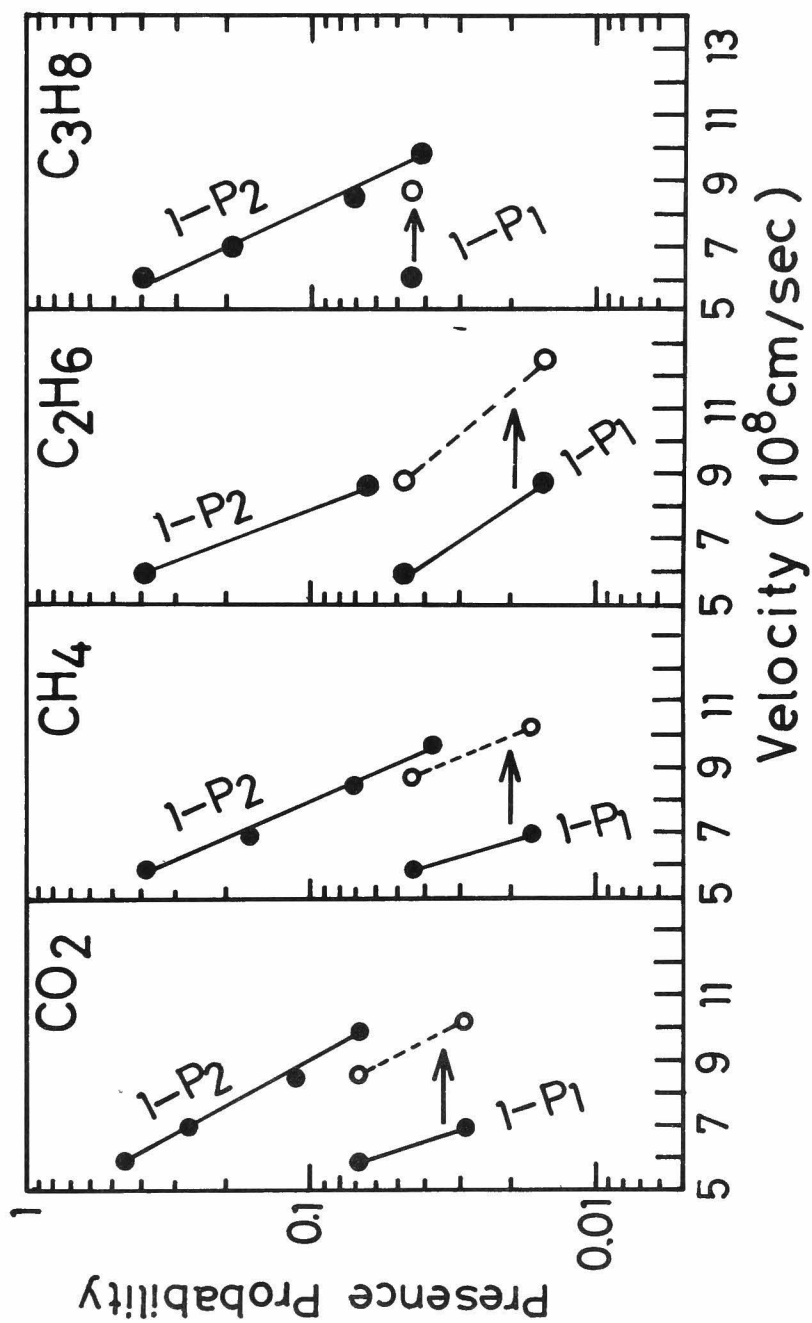 CO2
CH4
C2H6
C3H8
1-P2
1-P2
1-P2
1-P2
1-P1
1-P1
1-P1
1-P1
1
0.1
0.01
Presence Probability
5 7 9 11
5 7 9 11
5 7 9 11
5 7 9 11 13
Velocity ( 10^8 cm/sec )